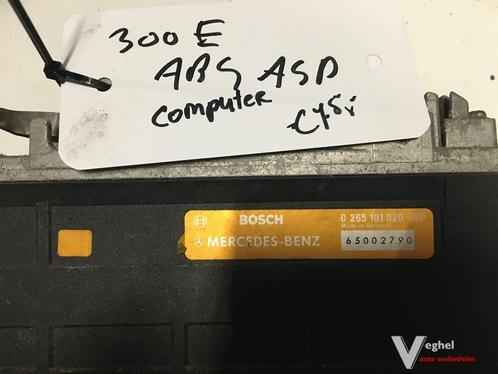 300 E
ABS ASD
computer
BOSCH
0 265 101 020
Made in Germany
MERCEDES-BENZ
65002790
Veghel
auto onderdelen